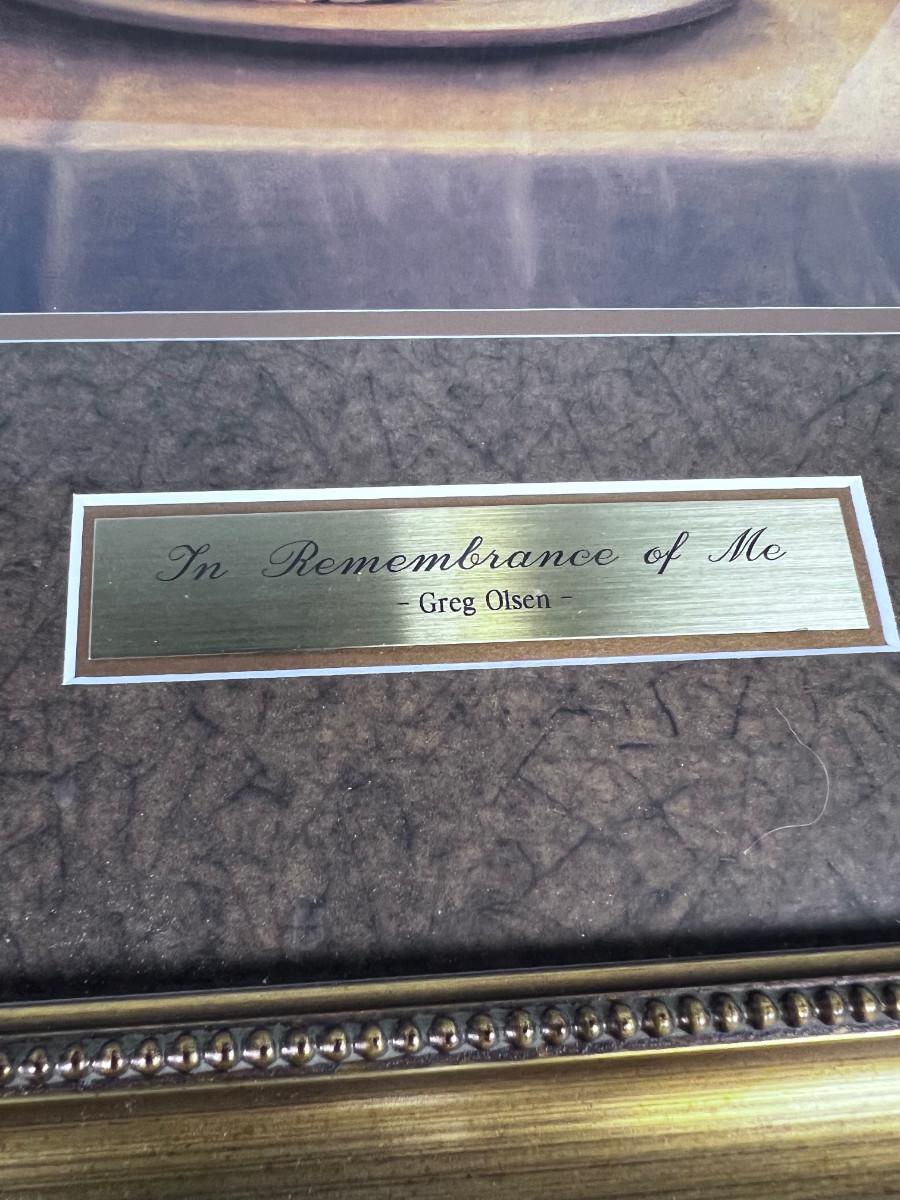 In Remembrance of Me
- Greg Olsen -